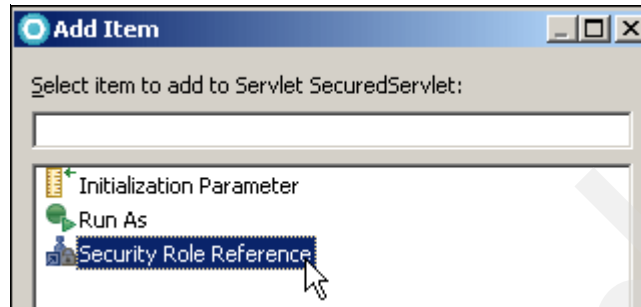 Add Item
Select item to add to Servlet SecuredServlet:
Initialization Parameter
Run As
Security Role Reference